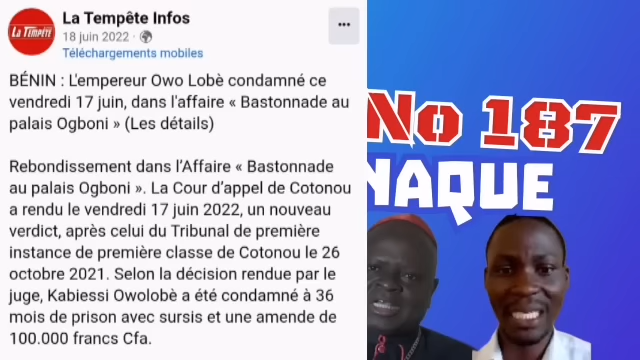 La Tempête Infos
18 juin 2022 ·
Téléchargements mobiles
LA TEMPÊTE
BÉNIN : L'empereur Owo Lobè condamné ce
vendredi 17 juin, dans l'affaire « Bastonnade au
palais Ogboni » (Les détails)
Rebondissement dans l'Affaire « Bastonnade
au palais Ogboni ». La Cour d'appel de Cotonou
a rendu le vendredi 17 juin 2022, un nouveau
verdict, après celui du Tribunal de première
instance de première classe de Cotonou le 26
octobre 2021. Selon la décision rendue par le
juge, Kabiessi Owolobè a été condamné à 36
mois de prison avec sursis et une amende de
100.000 francs Cfa.
No 187
NAQUE